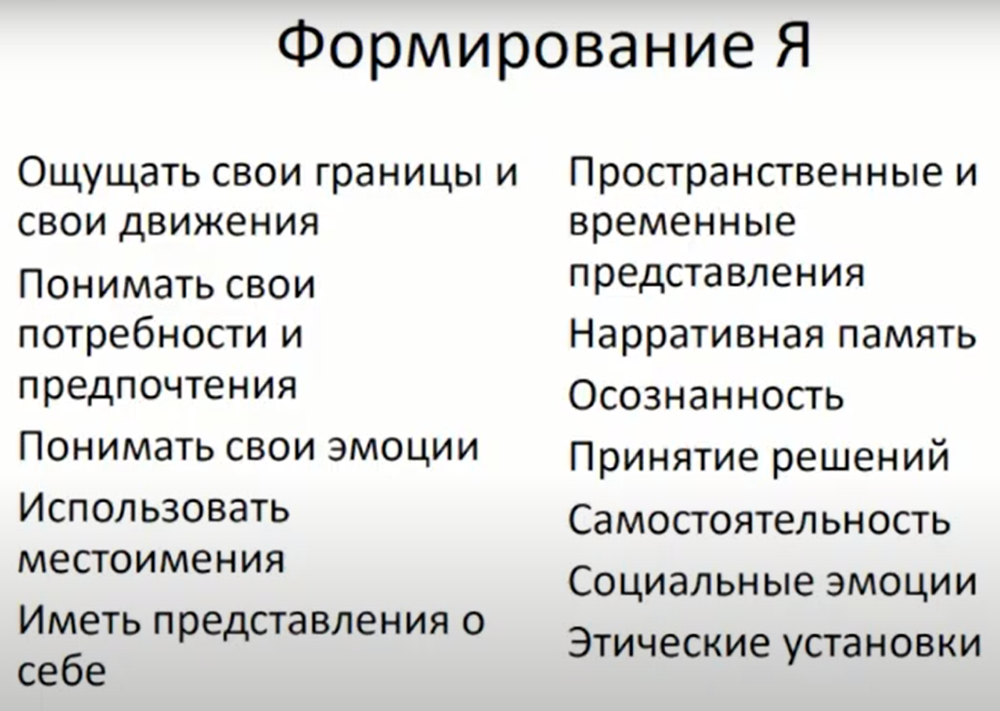 Формирование Я
Ощущать свои границы и
свои движения
Понимать свои
потребности и
предпочтения
Понимать свои эмоции
Использовать
местоимения
Иметь представления о
себе
Пространственные и
временные
представления
Нарративная память
Осознанность
Принятие решений
Самостоятельность
Социальные эмоции
Этические установки